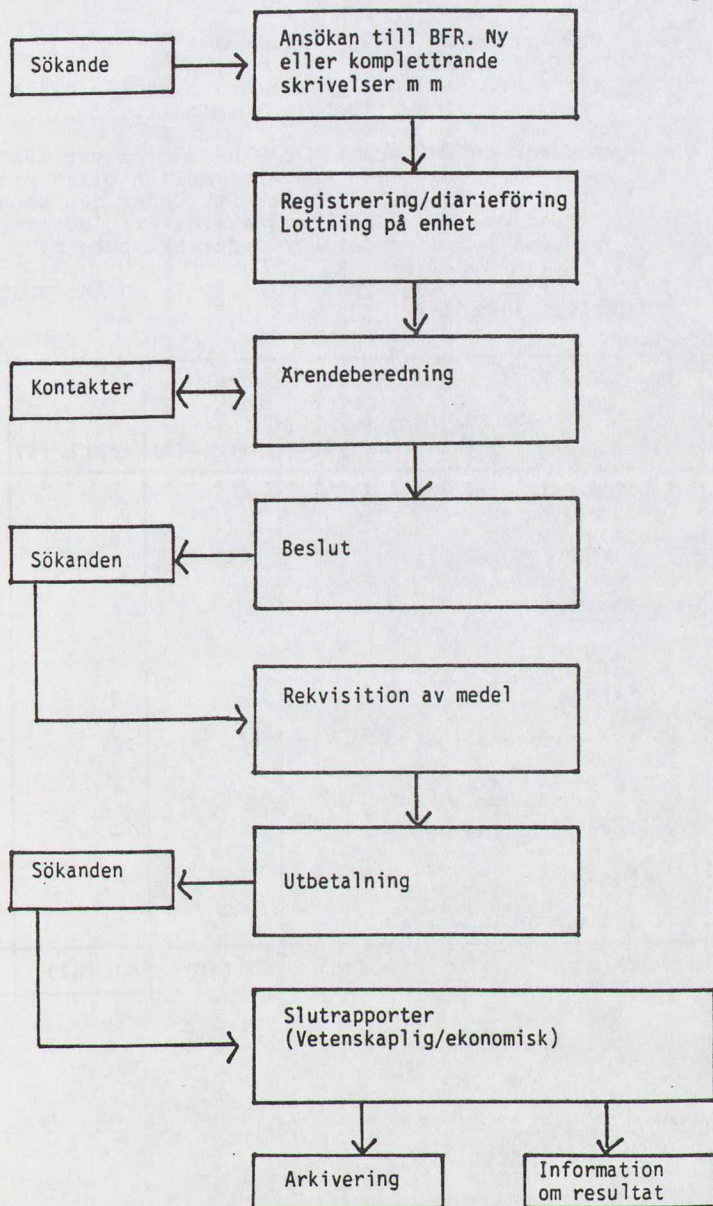 Sökande
Ansökan till BFR. Ny
eller komplettrande
skrivelser m m
Registrering/diarieföring
Lottning på enhet
Kontakter
Ärendeberedning
Sökanden
Beslut
Rekvisition av medel
Sökanden
Utbetalning
Slutrapporter
(Vetenskaplig/ekonomisk)
Arkivering
Information
om resultat